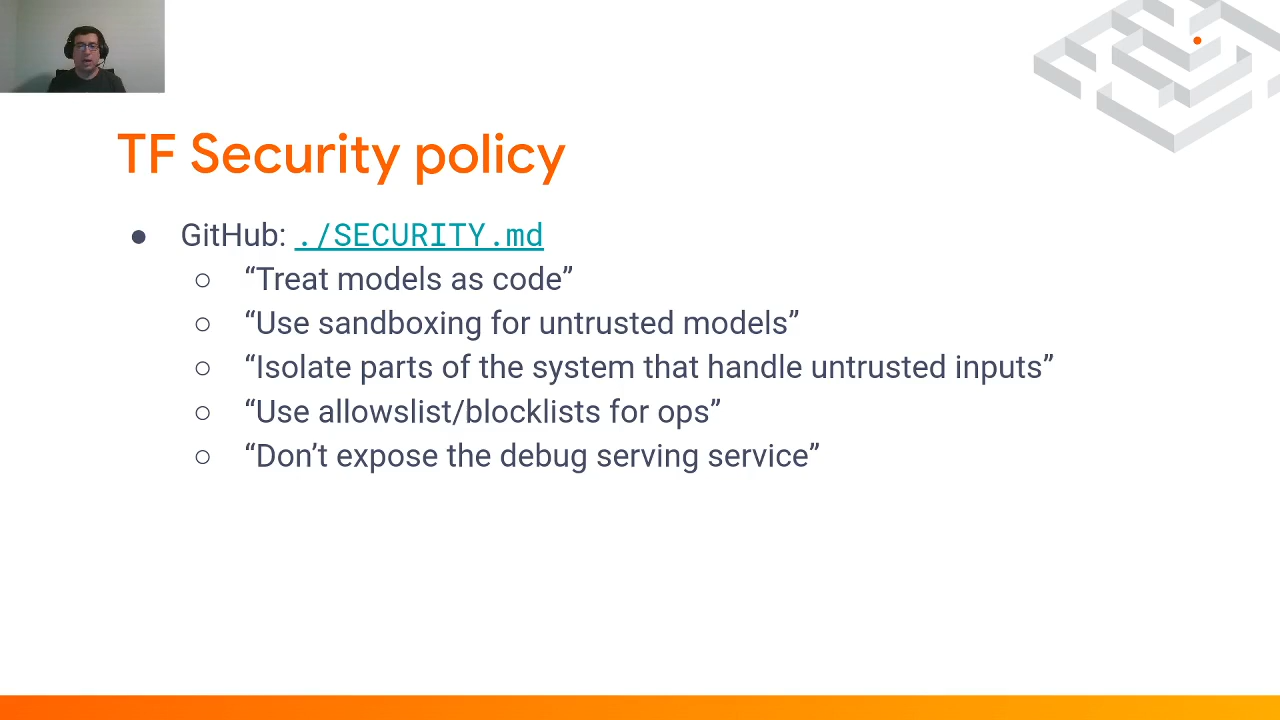 TF Security policy
● GitHub: ./SECURITY.md
○ “Treat models as code”
○ “Use sandboxing for untrusted models”
○ “Isolate parts of the system that handle untrusted inputs”
○ “Use allowslist/blocklists for ops”
○ “Don’t expose the debug serving service”